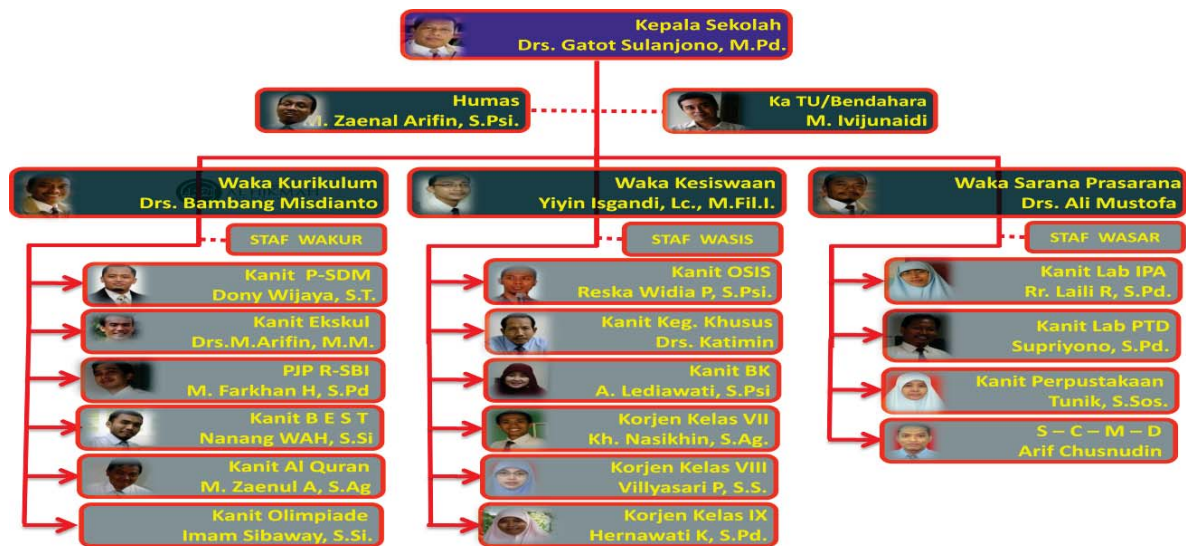 Kepala Sekolah
Drs. Gatot Sulanjono, M.Pd.
Humas
M. Zaenal Arifin, S.Psi.
Ka TU/Bendahara
M. Ivijunaidi
Waka Kurikulum
Drs. Bambang Misdianto
Waka Kesiswaan
Yiyin Isgandi, Lc., M.Fil.I.
Waka Sarana Prasarana
Drs. Ali Mustofa
STAF WAKUR
Kanit P-SDM
Dony Wijaya, S.T.
Kanit Ekskul
Drs.M.Arifin, M.M.
PJP R-SBI
M. Farkhan H, S.Pd
Kanit B E S T
Nanang WAH, S.Si
Kanit Al Quran
M. Zaenul A, S.Ag
Kanit Olimpiade
Imam Sibaway, S.Si.
STAF WASIS
Kanit OSIS
Reska Widia P, S.Psi.
Kanit Keg. Khusus
Drs. Katimin
Kanit BK
A. Lediawati, S.Psi
Korjen Kelas VII
Kh. Nasikhin, S.Ag.
Korjen Kelas VIII
Villyasari P, S.S.
Korjen Kelas IX
Hernawati K, S.Pd.
STAF WASAR
Kanit Lab IPA
Rr. Laili R, S.Pd.
Kanit Lab PTD
Supriyono, S.Pd.
Kanit Perpustakaan
Tunik, S.Sos.
S – C – M – D
Arif Chusnudin